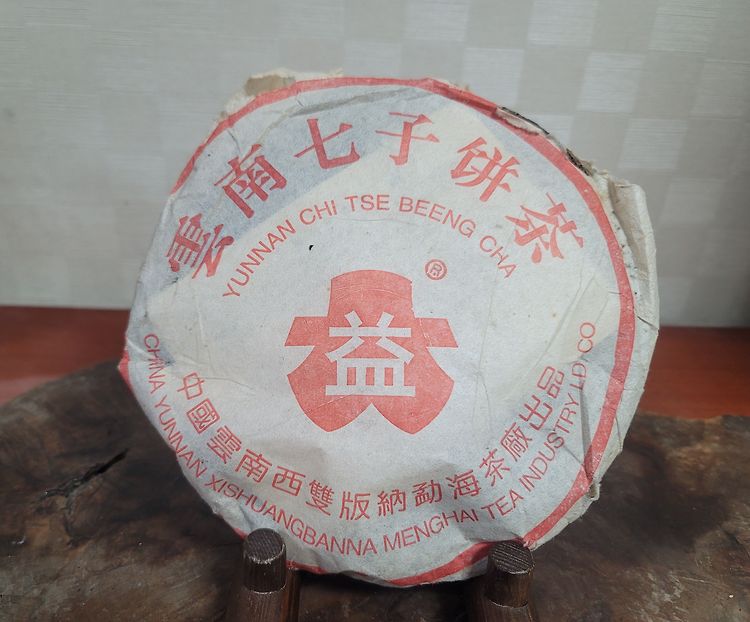 雲南七子餅茶
YUNNAN CHI TSE BEENG CHA
®
益
中國雲南西雙版納勐海茶廠出品
CHINA YUNNAN XISHUANGBANNA MENGHAI TEA INDUSTRY LD CO